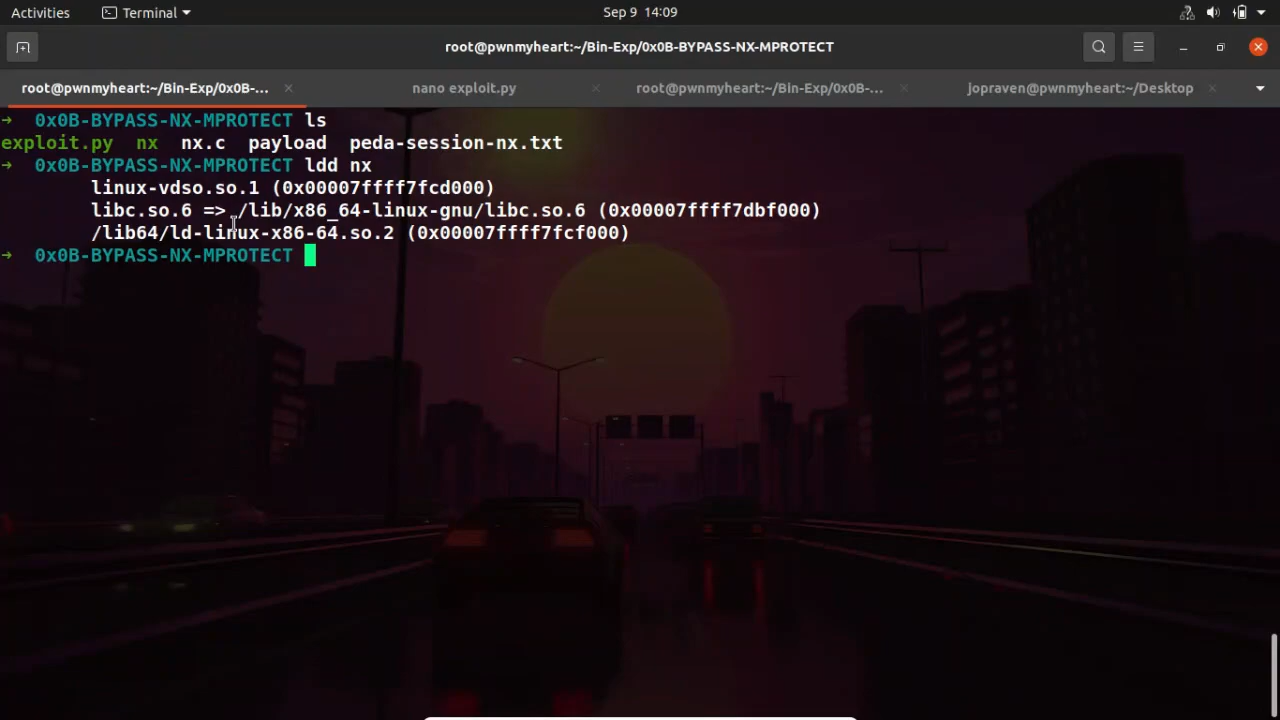 Activities
Terminal
Sep 9 14:09
root@pwnmyheart:~/Bin-Exp/0x0B-BYPASS-NX-MPROTECT
root@pwnmyheart:~/Bin-Exp/0x0B-...
nano exploit.py
root@pwnmyheart:~/Bin-Exp/0x0B-...
jopraven@pwnmyheart:~/Desktop
→ 0x0B-BYPASS-NX-MPROTECT ls
exploit.py nx nx.c payload peda-session-nx.txt
→ 0x0B-BYPASS-NX-MPROTECT ldd nx
linux-vdso.so.1 (0x00007ffff7fcd000)
libc.so.6 => /lib/x86_64-linux-gnu/libc.so.6 (0x00007ffff7dbf000)
/lib64/ld-linux-x86-64.so.2 (0x00007ffff7fcf000)
→ 0x0B-BYPASS-NX-MPROTECT